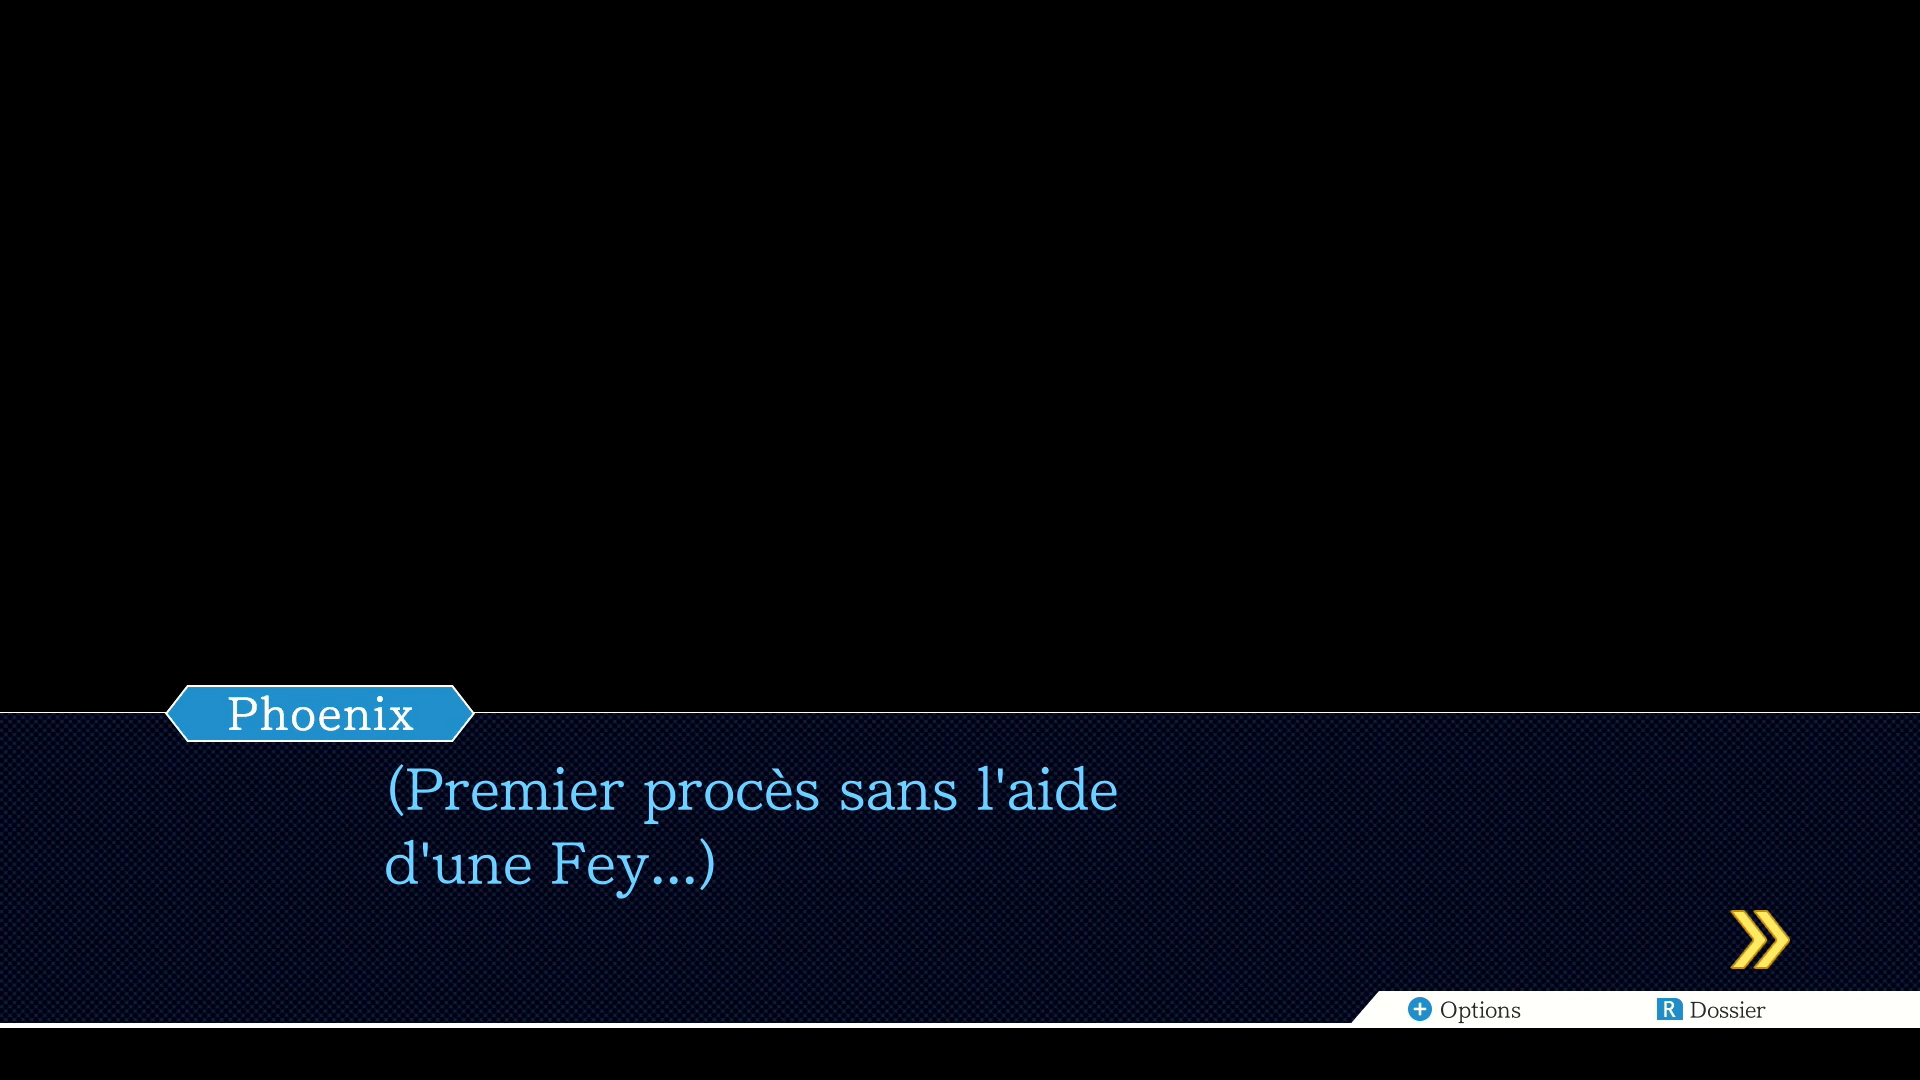 Phoenix
(Premier procès sans l'aide
d'une Fey...)
+ Options
R Dossier